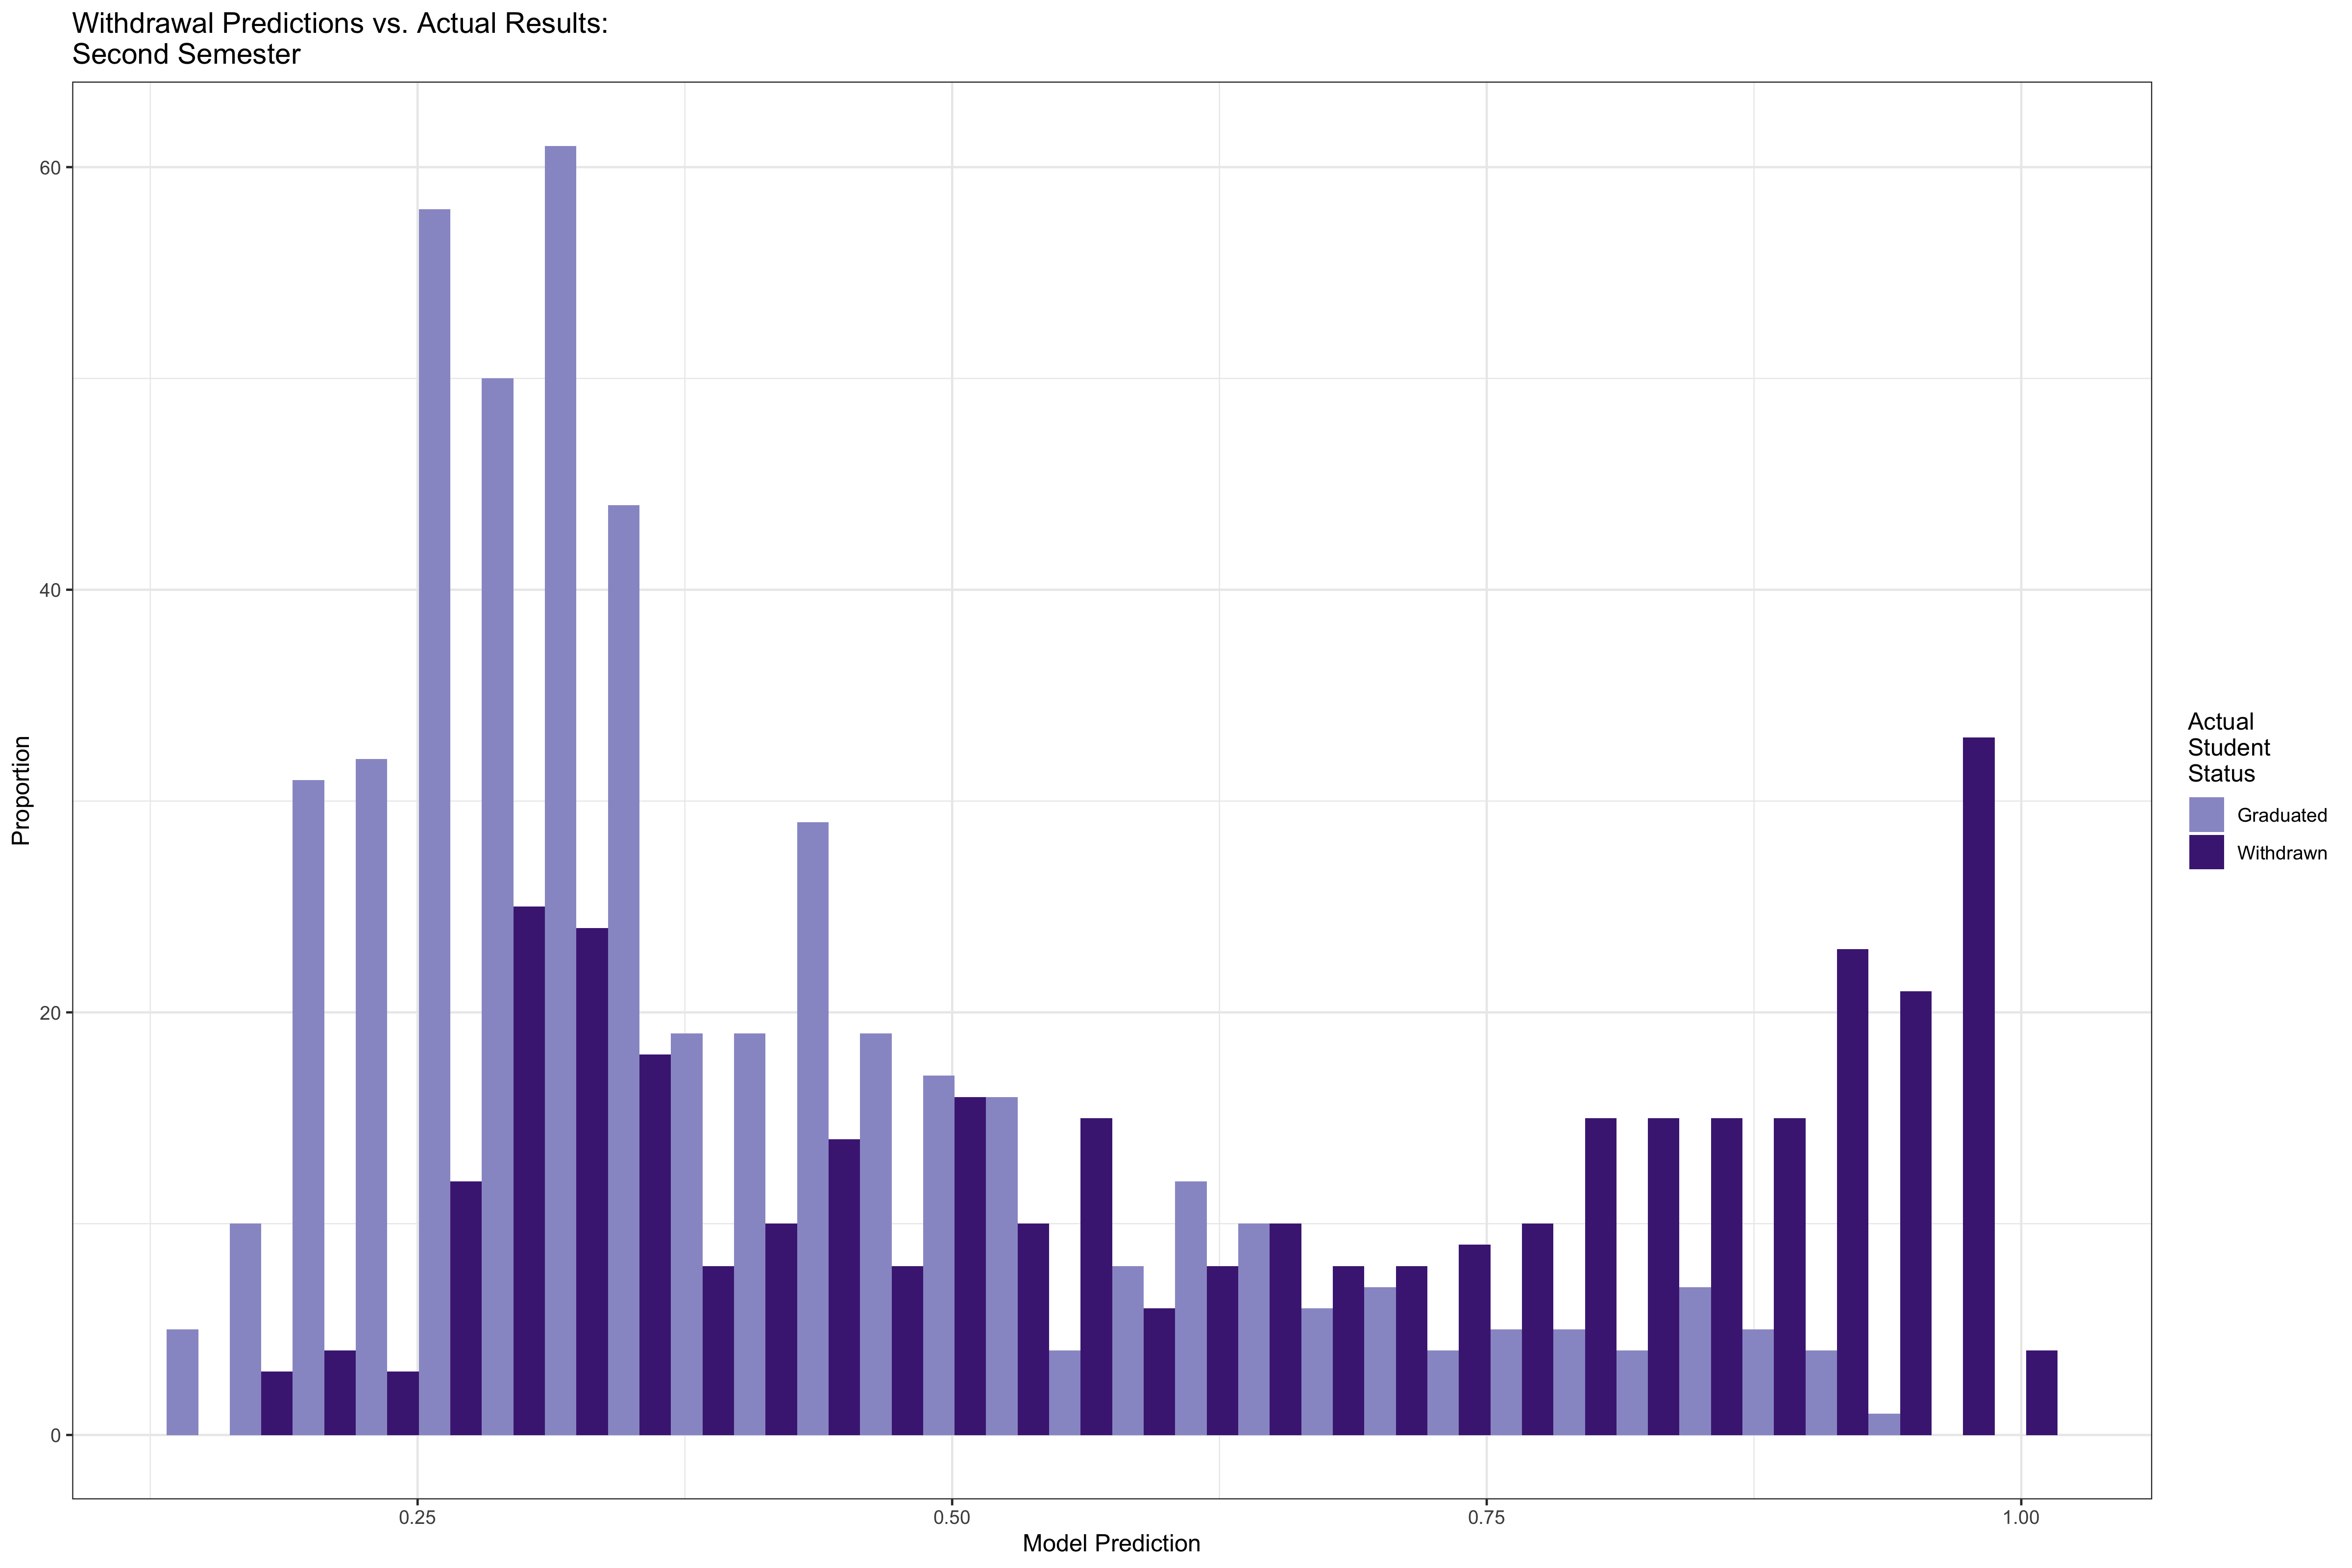 Withdrawal Predictions vs. Actual Results:
Second Semester
60
40
20
0
Proportion
0.25
0.50
0.75
1.00
Model Prediction
Actual
Student
Status
Graduated
Withdrawn